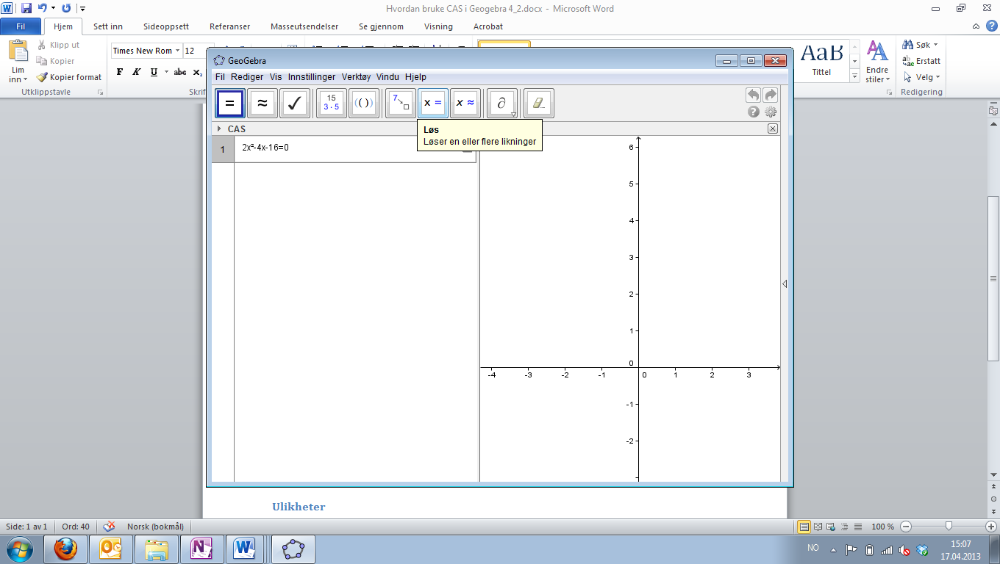 Hvordan bruke CAS i Geogebra 4_2.docx - Microsoft Word
Fil Hjem Sett inn Sideoppsett Referanser Masseutsendelser Se gjennom Visning Acrobat
Lim inn
Klipp ut
Kopier
Kopier format
Utklippstavle
Times New Rom 12
F K U abc x₂
Skrif
AaB
Tittel
Endre stiler
Søk
Erstatt
Velg
Redigering
GeoGebra
Fil Rediger Vis Innstillinger Verktøy Vindu Hjelp
= ≈ ✓ 15 3·5 (( )) 7 x = x ≈ ∂
Løs
Løser en eller flere likninger
CAS
1 2x²-4x-16=0
6
5
4
3
2
1
0
-4 -3 -2 -1 0 1 2 3
-1
-2
Ulikheter
Side: 1 av 1 Ord: 40 Norsk (bokmål) 100 %
NO 15:07
17.04.2013